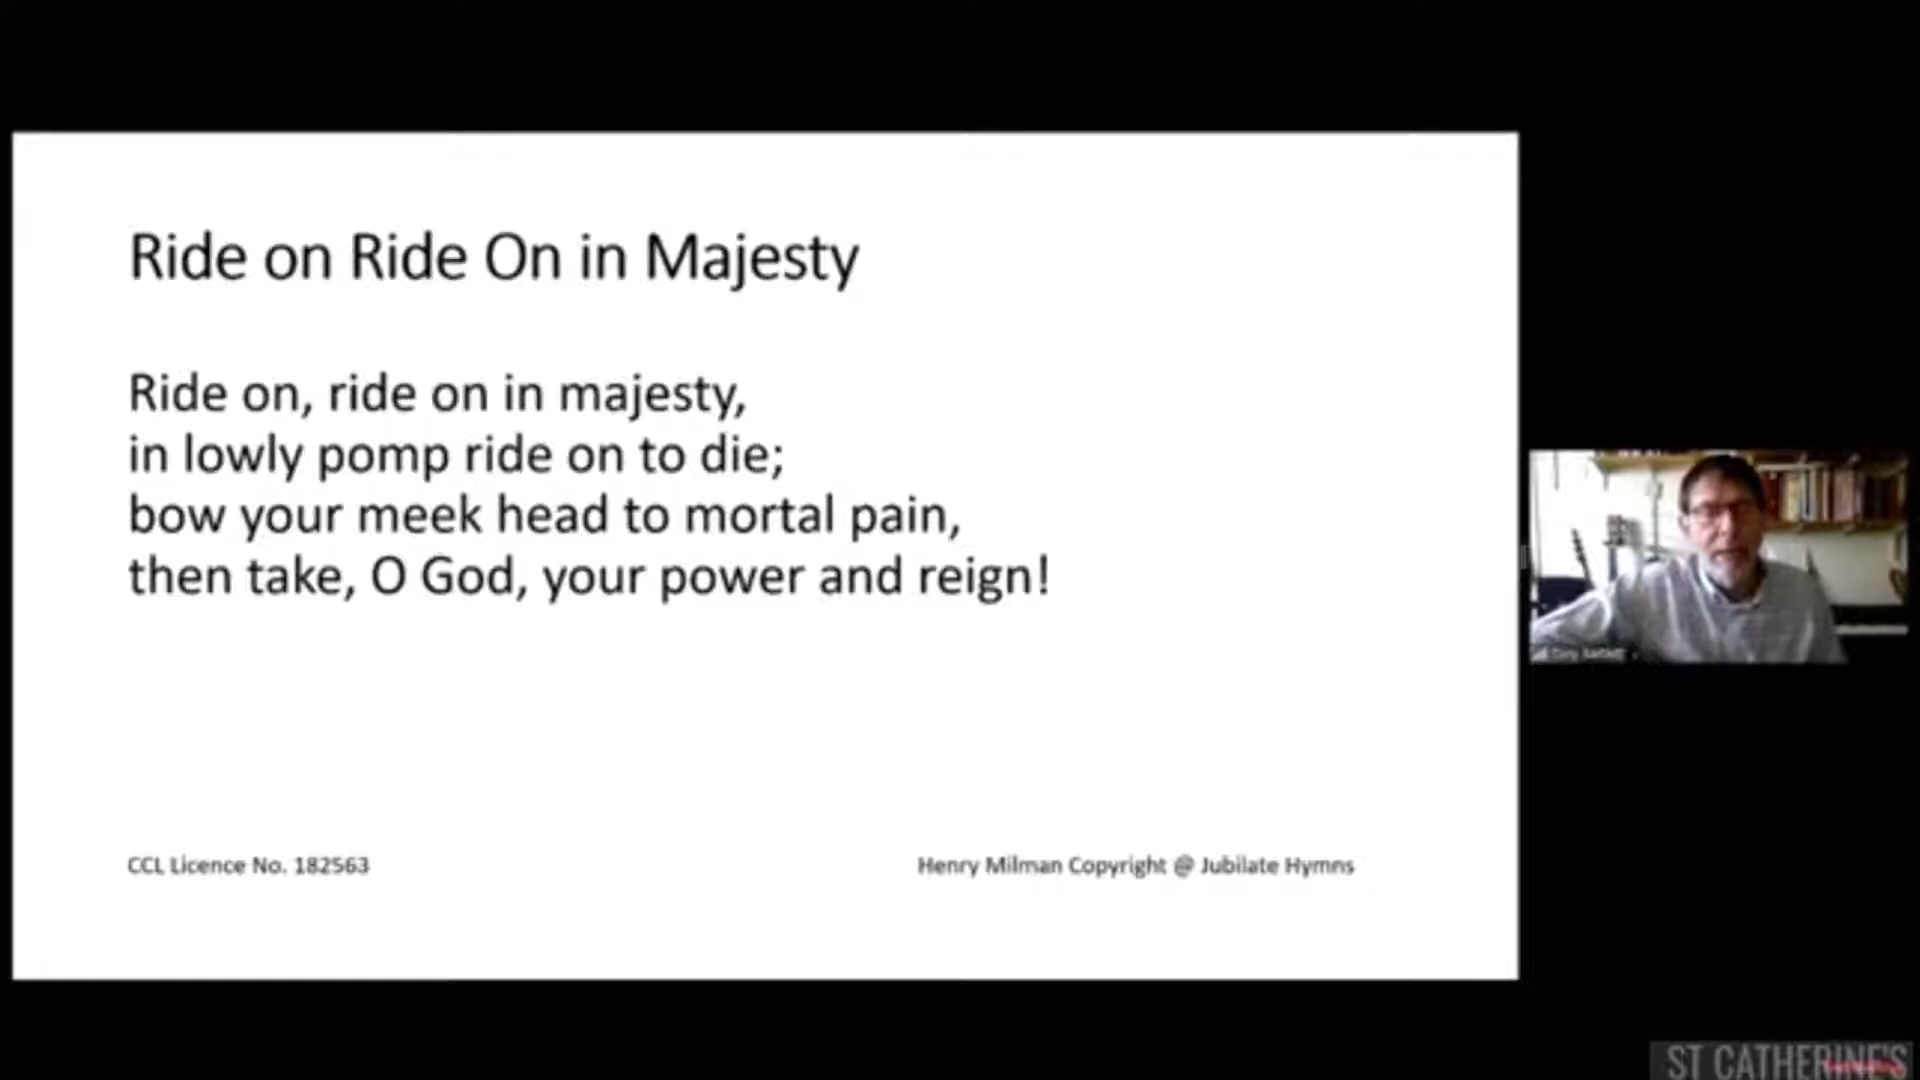 Ride on Ride On in Majesty
Ride on, ride on in majesty,
in lowly pomp ride on to die;
bow your meek head to mortal pain,
then take, O God, your power and reign!
CCL Licence No. 182563
Henry Milman Copyright @ Jubilate Hymns
ST CATHERINE'S